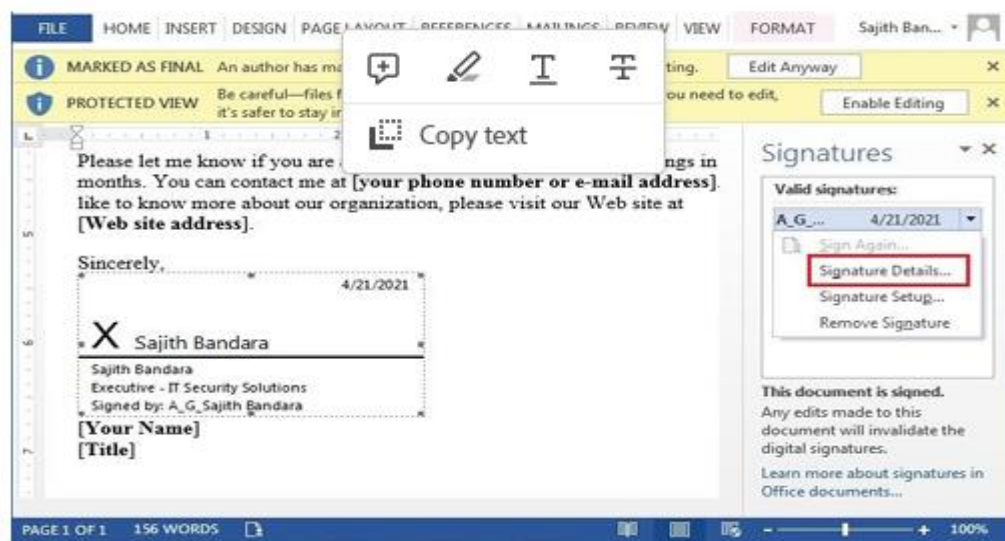 FILE HOME INSERT DESIGN PAGE LAYOUT REFERENCES MAILINGS REVIEW VIEW FORMAT Sajith Ban...
MARKED AS FINAL An author has ma ting. Edit Anyway
PROTECTED VIEW Be careful—files f ou need to edit,
it's safer to stay in Enable Editing
Copy text
1 2
Please let me know if you are ngs in
months. You can contact me at [your phone number or e-mail address].
like to know more about our organization, please visit our Web site at
[Web site address].
Sincerely,
4/21/2021
X Sajith Bandara
Sajith Bandara
Executive - IT Security Solutions
Signed by: A_G_Sajith Bandara
[Your Name]
[Title]
Signatures
Valid signatures:
A_G_... 4/21/2021
Sign Again...
Signature Details...
Signature Setup...
Remove Signature
This document is signed.
Any edits made to this
document will invalidate the
digital signatures.
Learn more about signatures in
Office documents...
PAGE 1 OF 1 156 WORDS 100%